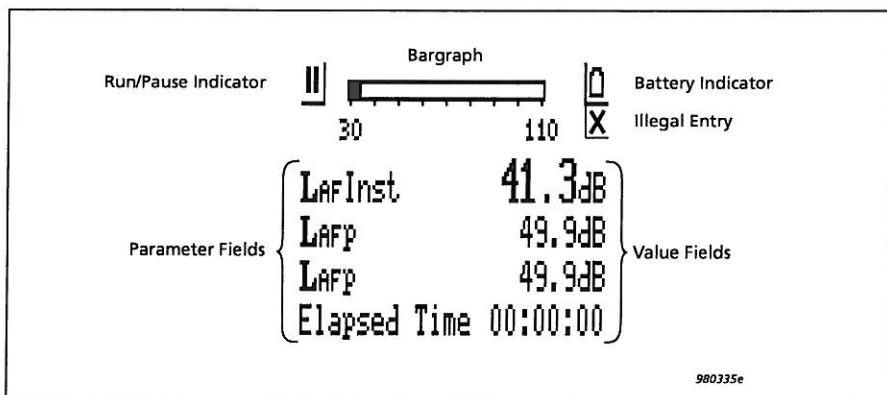 Bargraph
Run/Pause Indicator
Battery Indicator
Illegal Entry
30 110
LAFInst 41.3dB
LAFp 49.9dB
Parameter Fields
Value Fields
LAFp 49.9dB
Elapsed Time 00:00:00
980335e